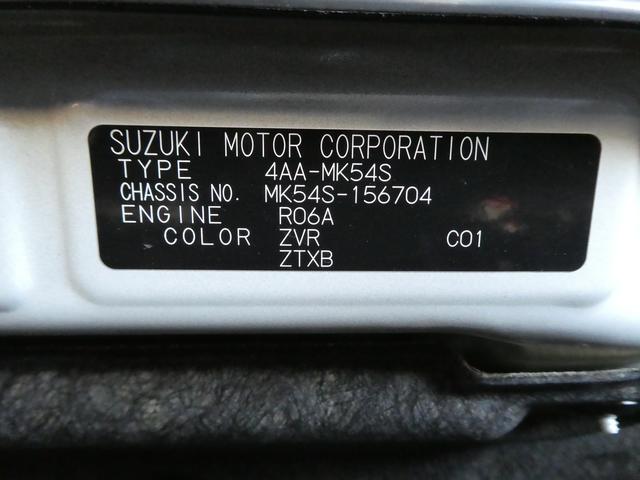 SUZUKI MOTOR CORPORATION
TYPE 4AA-MK54S
CHASSIS NO. MK54S-156704
ENGINE R06A
COLOR ZVR C01
ZTXB